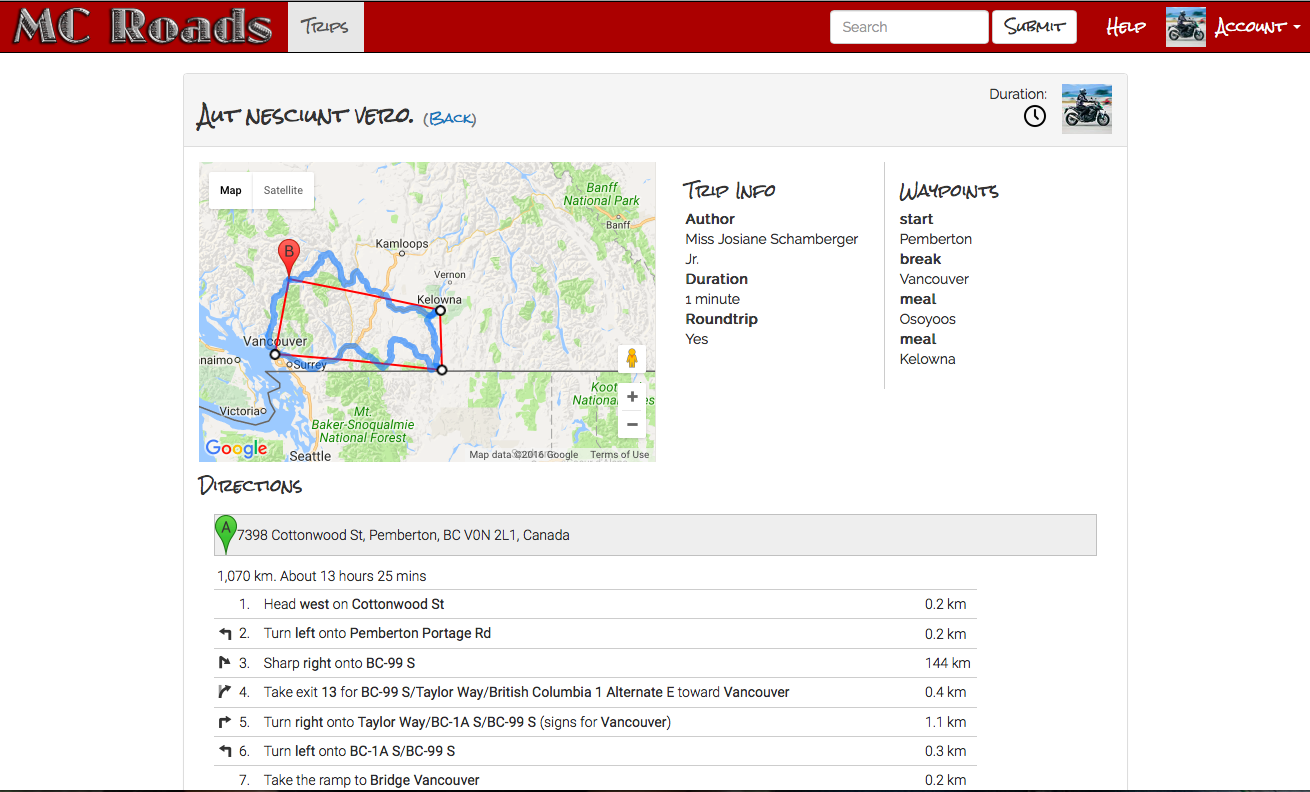 MC Roads
Trips
Search
Submit
Help
Account
Aut nesciunt vero. (Back)
Duration:
Map
Satellite
Banff
National Park
Banff
Kamloops
Vernon
Kelowna
B
Vancouver
naimo
Surrey
Victoria
Mt.
Baker-Snoqualmie
National Forest
Koot
National
es
Seattle
Google
Map data ©2016 Google
Terms of Use
Trip Info
Author
Miss Josiane Schamberger
Jr.
Duration
1 minute
Roundtrip
Yes
Waypoints
start
Pemberton
break
Vancouver
meal
Osoyoos
meal
Kelowna
Directions
A
7398 Cottonwood St, Pemberton, BC V0N 2L1, Canada
1,070 km. About 13 hours 25 mins
1. Head west on Cottonwood St 0.2 km
2. Turn left onto Pemberton Portage Rd 0.2 km
3. Sharp right onto BC-99 S 144 km
4. Take exit 13 for BC-99 S/Taylor Way/British Columbia 1 Alternate E toward Vancouver 0.4 km
5. Turn right onto Taylor Way/BC-1A S/BC-99 S (signs for Vancouver) 1.1 km
6. Turn left onto BC-1A S/BC-99 S 0.3 km
7. Take the ramp to Bridge Vancouver 0.2 km